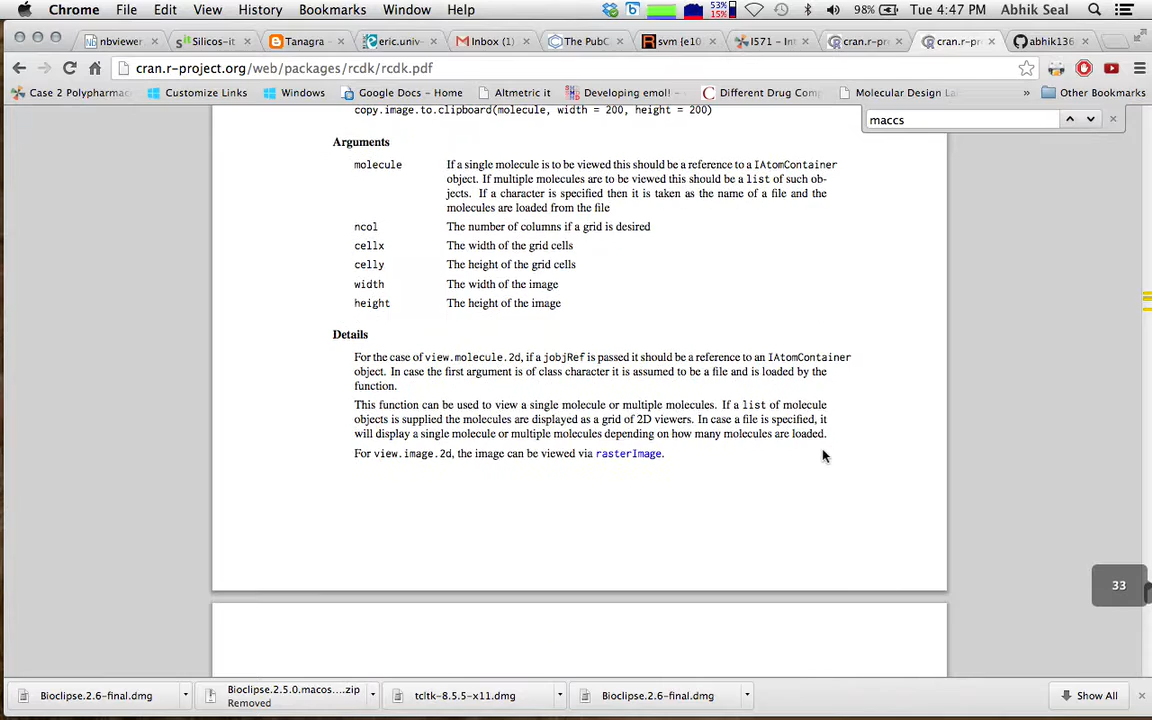 Chrome File Edit View History Bookmarks Window Help 53% 15% 98% Tue 4:47 PM Abhik Seal
nbviewer Silicos-it Tanagra - eric.univ- Inbox (1) The PubC svm {e10 I571 - Int cran.r-pr cran.r-p abhik136
cran.r-project.org/web/packages/rcdk/rcdk.pdf
Case 2 Polypharmac Customize Links Windows Google Docs - Home Altmetric it Developing emol! - Different Drug Comp Molecular Design La » Other Bookmarks
copy.image.to.clipboard(molecule, width = 200, height = 200)
maccs
Arguments
molecule If a single molecule is to be viewed this should be a reference to a IAtomContainer
object. If multiple molecules are to be viewed this should be a list of such ob-
jects. If a character is specified then it is taken as the name of a file and the
molecules are loaded from the file
ncol The number of columns if a grid is desired
cellx The width of the grid cells
celly The height of the grid cells
width The width of the image
height The height of the image
Details
For the case of view.molecule.2d, if a jobjRef is passed it should be a reference to an IAtomContainer
object. In case the first argument is of class character it is assumed to be a file and is loaded by the
function.
This function can be used to view a single molecule or multiple molecules. If a list of molecule
objects is supplied the molecules are displayed as a grid of 2D viewers. In case a file is specified, it
will display a single molecule or multiple molecules depending on how many molecules are loaded.
For view.image.2d, the image can be viewed via rasterImage.
33
Bioclipse.2.6-final.dmg Bioclipse.2.5.0.macos....zip tcltk-8.5.5-x11.dmg Bioclipse.2.6-final.dmg Show All
Removed